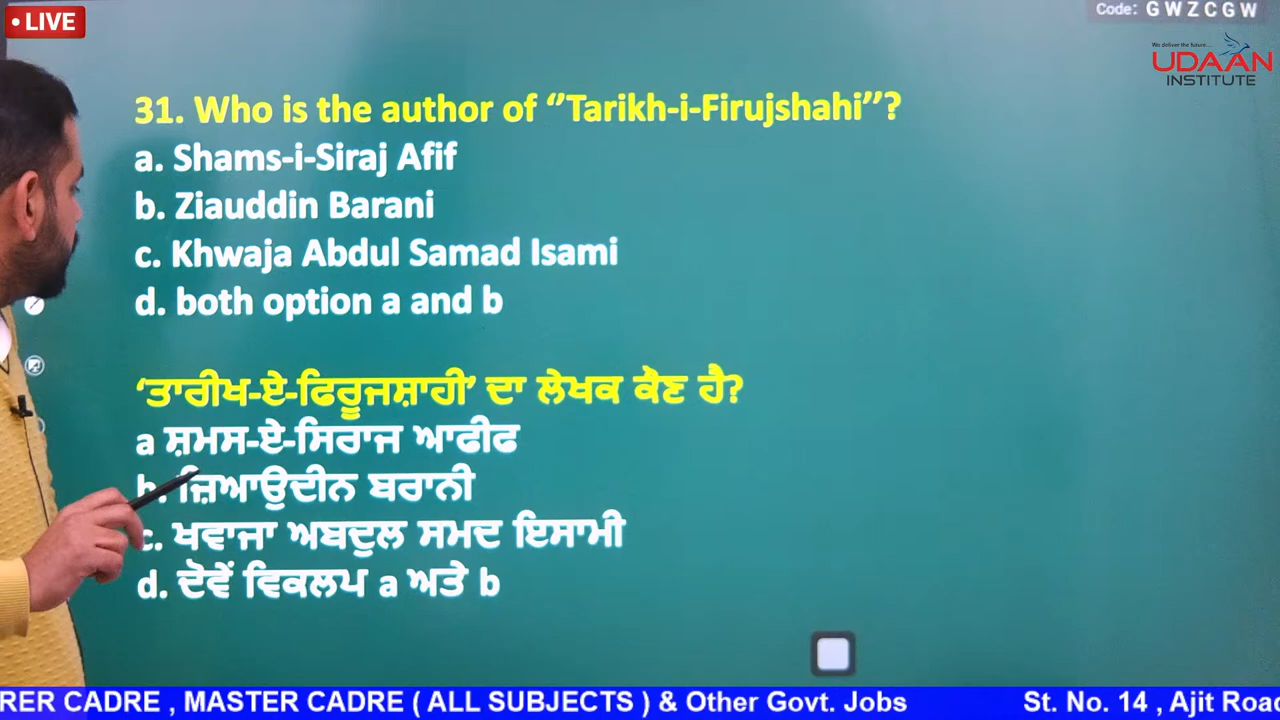 • LIVE
Code: G W Z C G W
We deliver the future....
UDAAN
INSTITUTE
31. Who is the author of ‘’Tarikh-i-Firujshahi’’?
a. Shams-i-Siraj Afif
b. Ziauddin Barani
c. Khwaja Abdul Samad Isami
d. both option a and b
‘ਤਾਰੀਖ-ਏ-ਫਿਰੂਜਸ਼ਾਹੀ’ ਦਾ ਲੇਖਕ ਕੌਣ ਹੈ?
a ਸ਼ਮਸ-ਏ-ਸਿਰਾਜ ਆਫੀਫ
b. ਜ਼ਿਆਉਦੀਨ ਬਰਾਨੀ
c. ਖਵਾਜਾ ਅਬਦੁਲ ਸਮਦ ਇਸਾਮੀ
d. ਦੋਵੇਂ ਵਿਕਲਪ a ਅਤੇ b
RER CADRE , MASTER CADRE ( ALL SUBJECTS ) & Other Govt. Jobs St. No. 14 , Ajit Road